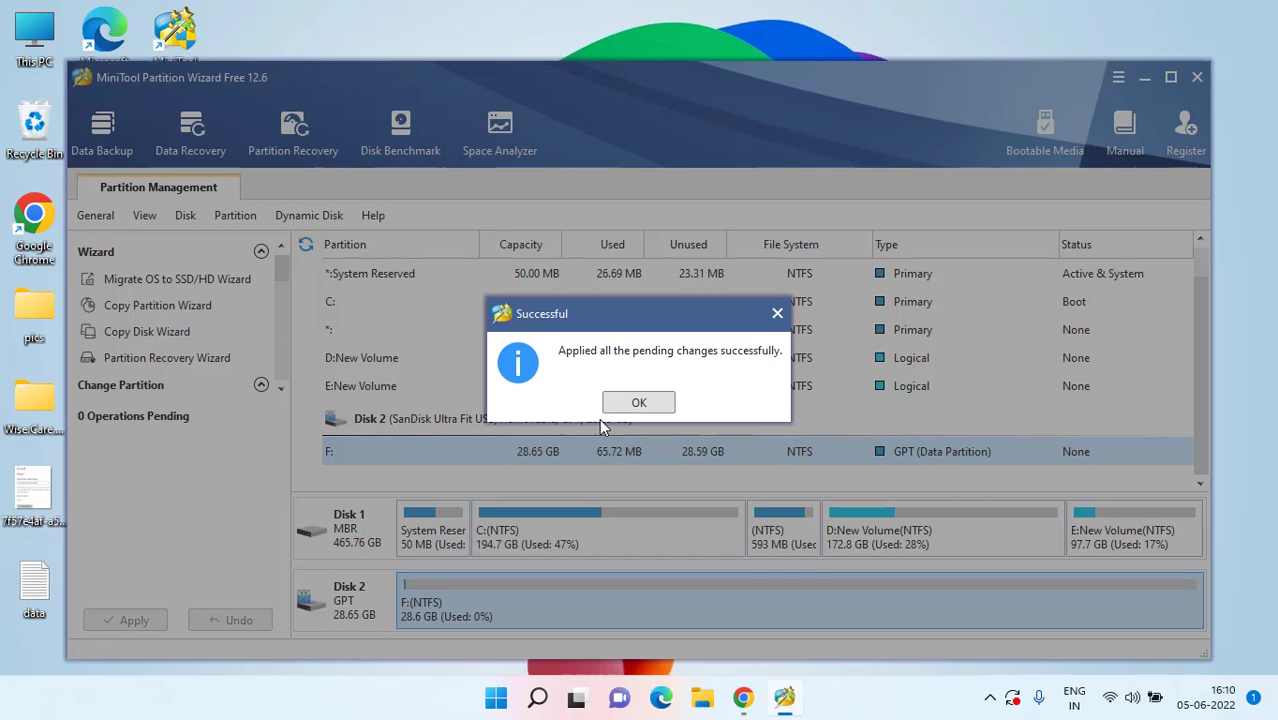 This PC
MiniTool Partition Wizard Free 12.6
Data Backup Data Recovery Partition Recovery Disk Benchmark Space Analyzer Bootable Media Manual Register
Recycle Bin
Partition Management
General View Disk Partition Dynamic Disk Help
Google Chrome
Wizard
Migrate OS to SSD/HD Wizard
Copy Partition Wizard
Copy Disk Wizard
Partition Recovery Wizard
Change Partition
0 Operations Pending
Partition Capacity Used Unused File System Type Status
*:System Reserved 50.00 MB 26.69 MB 23.31 MB NTFS Primary Active & System
C: NTFS Primary Boot
*: NTFS Primary None
D:New Volume NTFS Logical None
E:New Volume NTFS Logical None
Successful
Applied all the pending changes successfully.
OK
Disk 2 (SanDisk Ultra Fit
F: 28.65 GB 65.72 MB 28.59 GB NTFS GPT (Data Partition) None
pics
Wise.Care...
7f57e4af-a5...
data
Disk 1
MBR
465.76 GB
System Reser
50 MB (Used:
C:(NTFS)
194.7 GB (Used: 47%)
(NTFS)
593 MB (Usec
D:New Volume(NTFS)
172.8 GB (Used: 28%)
E:New Volume(NTFS)
97.7 GB (Used: 17%)
Disk 2
GPT
28.65 GB
F:(NTFS)
28.6 GB (Used: 0%)
Apply Undo
ENG
IN
16:10
05-06-2022
1